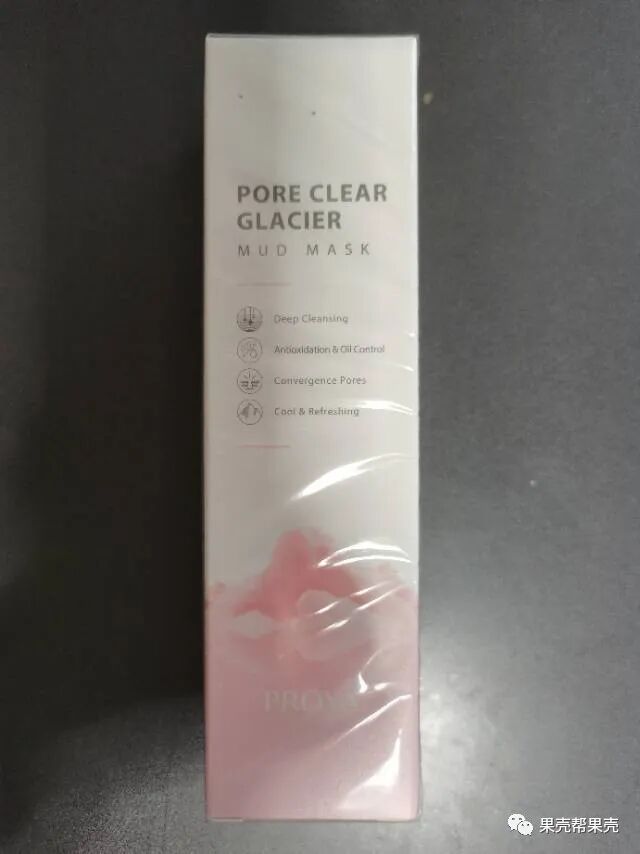 PORE CLEAR
GLACIER
MUD MASK
Deep Cleansing
Antioxidation & Oil Control
Convergence Pores
Cool & Refreshing
PROYA
果壳帮果壳